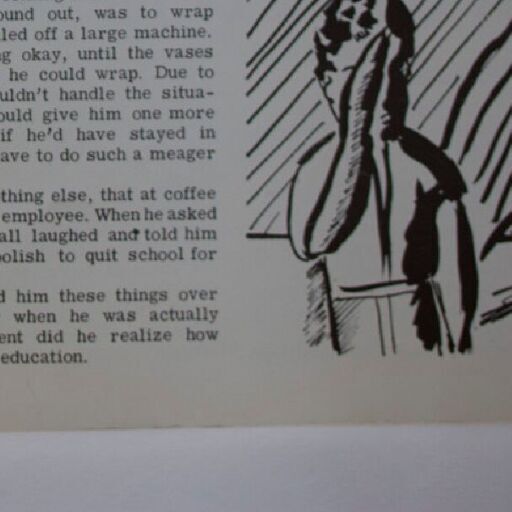 ound out, was to wrap
led off a large machine.
g okay, until the vases
he could wrap. Due to
uldn't handle the situa-
ould give him one more
if he'd have stayed in
ave to do such a meager
thing else, that at coffee
employee. When he asked
all laughed and told him
olish to quit school for
d him these things over
when he was actually
ent did he realize how
education.